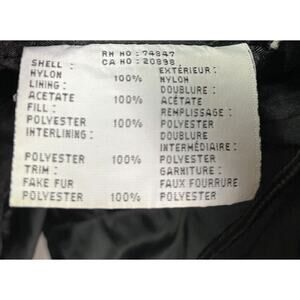 RN NO : 74847
SHELL : CA NO : 20898 EXTÉRIEUR :
NYLON 100% NYLON
LINING : DOUBLURE :
ACETATE 100% ACÉTATE
FILL : REMPLISSAGE :
POLYESTER 100% POLYESTER
INTERLINING : DOUBLURE
INTERMÉDIAIRE :
POLYESTER 100% POLYESTER
TRIM : GARNITURE :
FAKE FUR FAUX FOURRURE
POLYESTER 100% POLYESTER